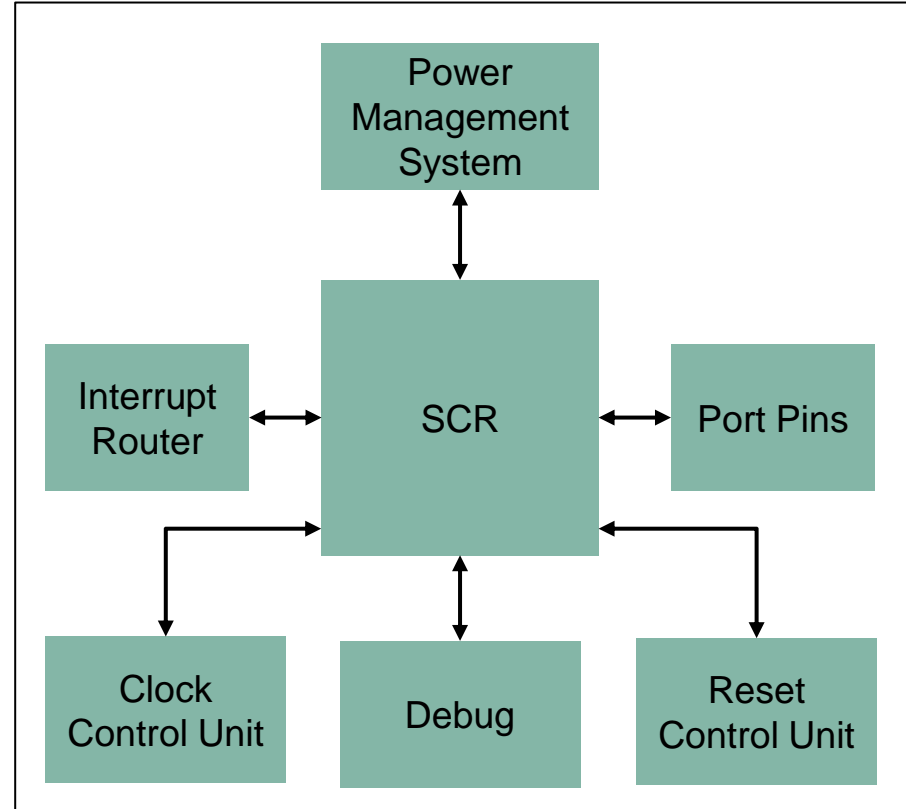 Power
Management
System
Interrupt
Router
SCR
Port Pins
Clock
Control Unit
Debug
Reset
Control Unit